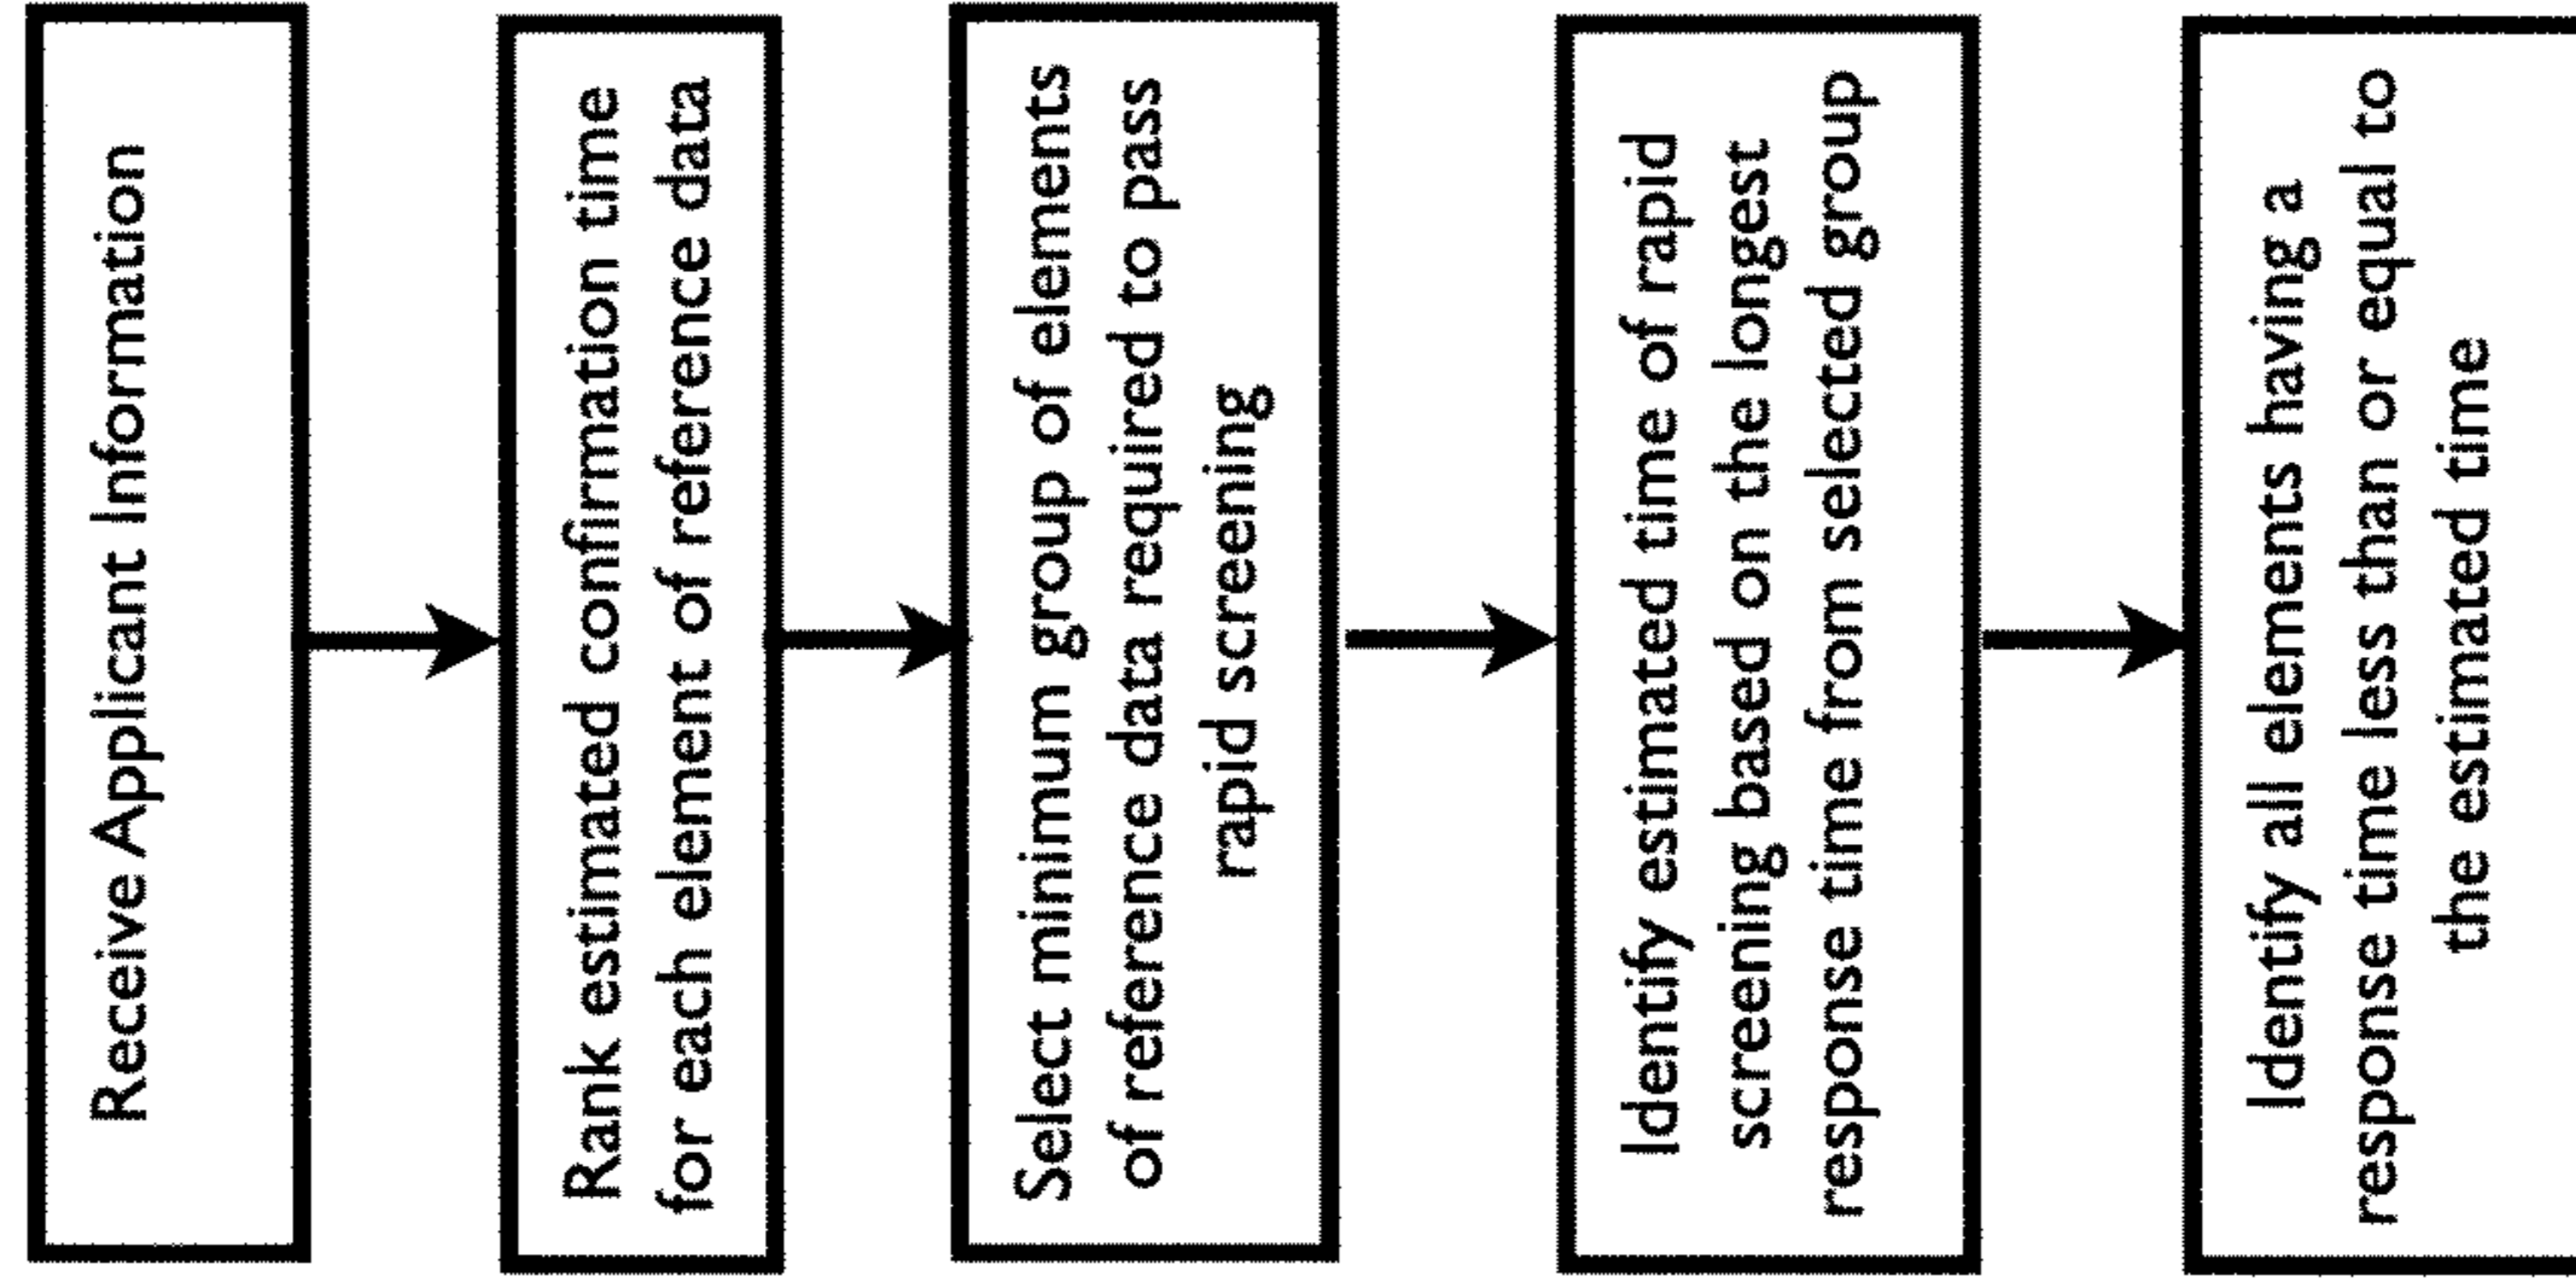 Receive Applicant Information
Rank estimated confirmation time
for each element of reference data
Select minimum group of elements
of reference data required to pass
rapid screening
Identify estimated time of rapid
screening based on the longest
response time from selected group
Identify all elements having a
response time less than or equal to
the estimated time